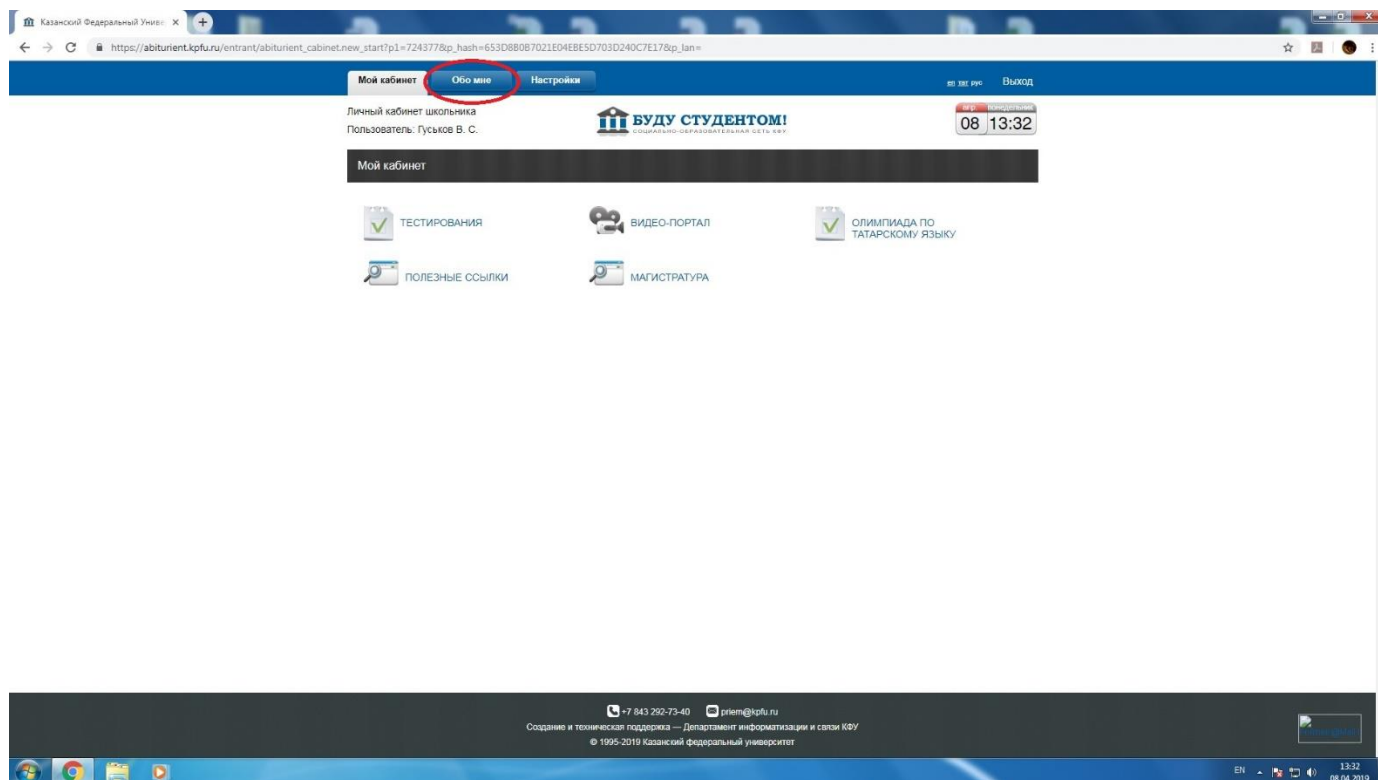 Казанский Федеральный Униве
https://abiturient.kpfu.ru/entrant/abiturient_cabinet.new_start?p1=724377&p_hash=653D8B0B7021E04EBE5D703D240C7E17&p_lan=
Мой кабинет Обо мне Настройки en тат рус Выход
Личный кабинет школьника
Пользователь: Гуськов В. С.
БУДУ СТУДЕНТОМ!
СОЦИАЛЬНО-ОБРАЗОВАТЕЛЬНАЯ СЕТЬ КФУ
апр. понедельник
08 13:32
Мой кабинет
ТЕСТИРОВАНИЯ
ВИДЕО-ПОРТАЛ
ОЛИМПИАДА ПО
ТАТАРСКОМУ ЯЗЫКУ
ПОЛЕЗНЫЕ ССЫЛКИ
МАГИСТРАТУРА
+7 843 292-73-40 priem@kpfu.ru
Создание и техническая поддержка — Департамент информатизации и связи КФУ
© 1995-2019 Казанский федеральный университет
EN 13:32
08.04.2019